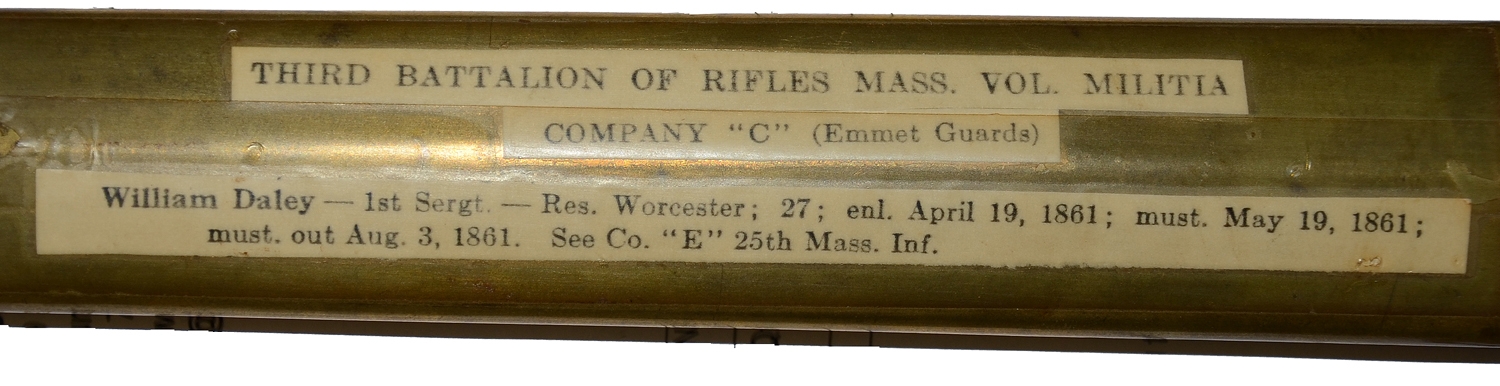 THIRD BATTALION OF RIFLES MASS. VOL. MILITIA
COMPANY "C" (Emmet Guards)
William Daley — 1st Sergt. — Res. Worcester; 27; enl. April 19, 1861; must. May 19, 1861;
must. out Aug. 3, 1861. See Co. "E" 25th Mass. Inf.